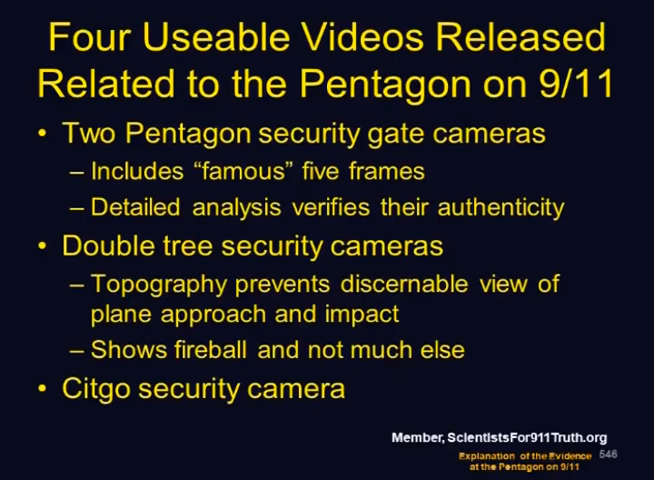 Four Useable Videos Released
Related to the Pentagon on 9/11
• Two Pentagon security gate cameras
– Includes “famous” five frames
– Detailed analysis verifies their authenticity
• Double tree security cameras
– Topography prevents discernable view of
plane approach and impact
– Shows fireball and not much else
• Citgo security camera
Member, ScientistsFor911Truth.org
Explanation of the Evidence 546
at the Pentagon on 9/11